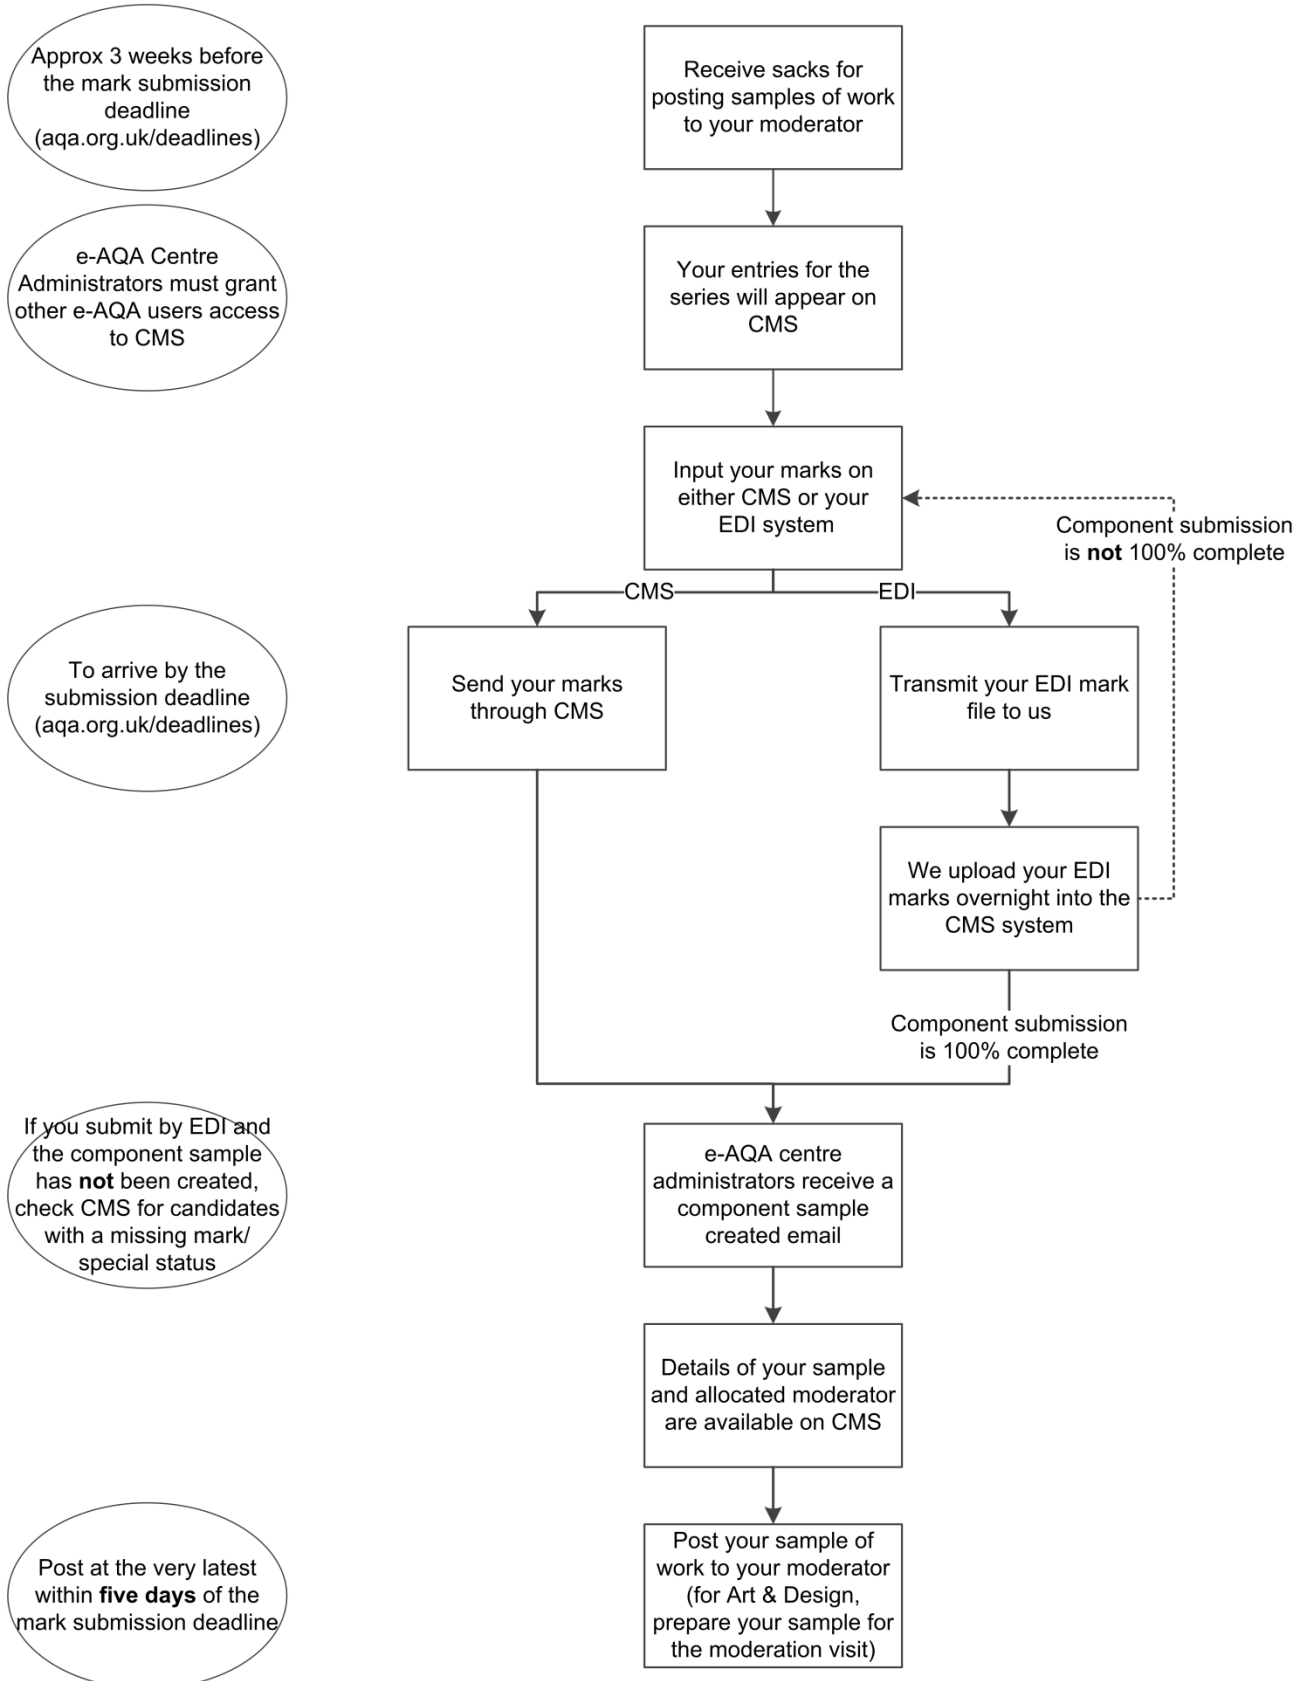 Approx 3 weeks before
the mark submission
deadline
(aqa.org.uk/deadlines)
Receive sacks for
posting samples of work
to your moderator
e-AQA Centre
Administrators must grant
other e-AQA users access
to CMS
Your entries for the
series will appear on
CMS
Input your marks on
either CMS or your
EDI system
Component submission
is not 100% complete
CMS
EDI
To arrive by the
submission deadline
(aqa.org.uk/deadlines)
Send your marks
through CMS
Transmit your EDI mark
file to us
We upload your EDI
marks overnight into the
CMS system
Component submission
is 100% complete
If you submit by EDI and
the component sample
has not been created,
check CMS for candidates
with a missing mark/
special status
e-AQA centre
administrators receive a
component sample
created email
Details of your sample
and allocated moderator
are available on CMS
Post at the very latest
within five days of the
mark submission deadline
Post your sample of
work to your moderator
(for Art & Design,
prepare your sample for
the moderation visit)